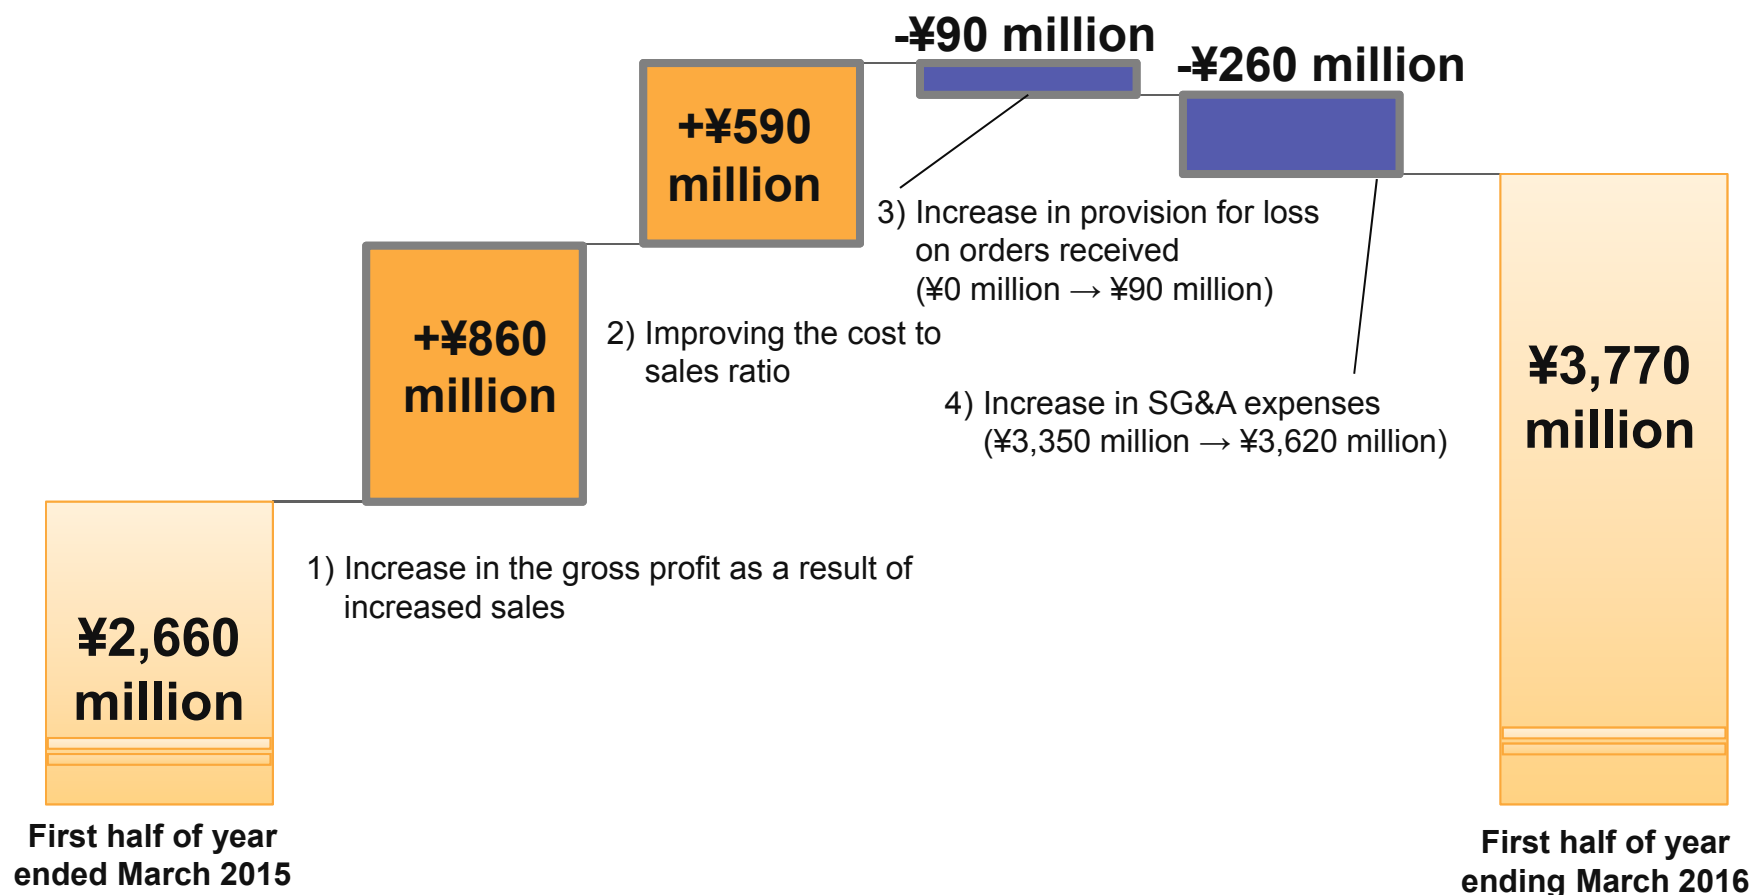 -¥90 million
-¥260 million
+¥590
million
3) Increase in provision for loss
on orders received
(¥0 million → ¥90 million)
+¥860
million
2) Improving the cost to
sales ratio
4) Increase in SG&A expenses
(¥3,350 million → ¥3,620 million)
¥3,770
million
1) Increase in the gross profit as a result of
increased sales
¥2,660
million
First half of year
ended March 2015
First half of year
ending March 2016